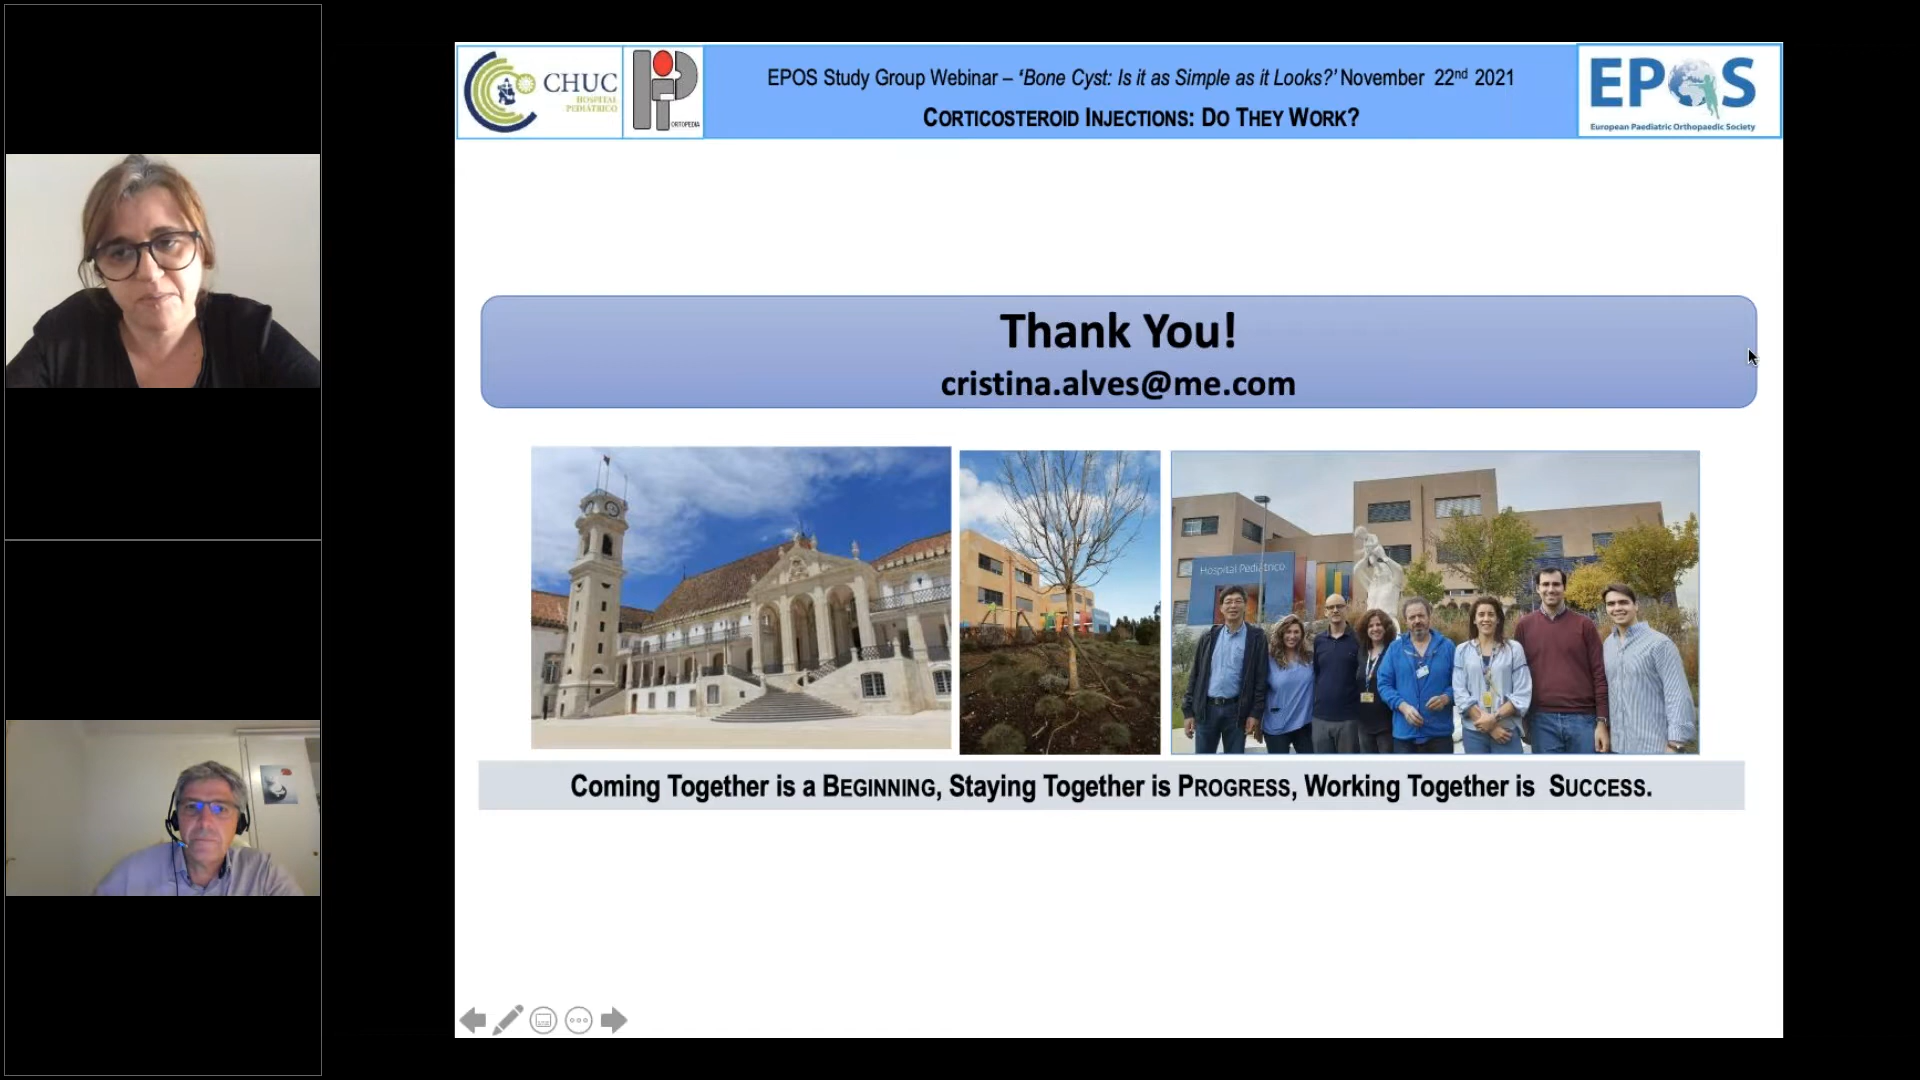 CHUC
HOSPITAL
PEDIÁTRICO
ORTOPEDIA
EPOS Study Group Webinar – ‘Bone Cyst: Is it as Simple as it Looks?’ November 22nd 2021
CORTICOSTEROID INJECTIONS: DO THEY WORK?
EPOS
European Paediatric Orthopaedic Society
Thank You!
cristina.alves@me.com
Hospital Pediátrico
Coming Together is a BEGINNING, Staying Together is PROGRESS, Working Together is SUCCESS.